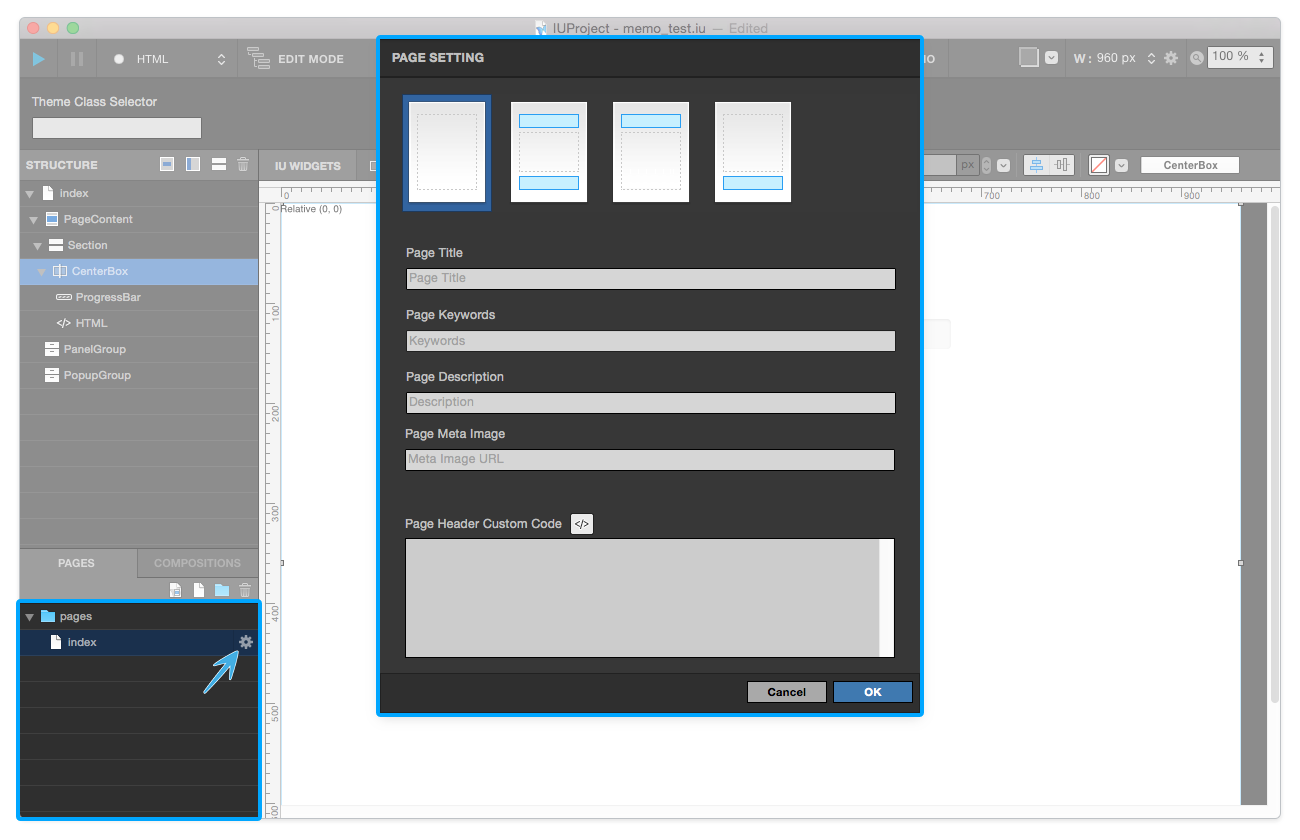 IUProject - memo_test.iu — Edited
HTML
EDIT MODE
W: 960 px
100 %
Theme Class Selector
STRUCTURE
IU WIDGETS
px
CenterBox
index
PageContent
Section
CenterBox
ProgressBar
HTML
PanelGroup
PopupGroup
PAGES
COMPOSITIONS
pages
index
0
700
800
900
Relative (0, 0)
0
100
200
300
400
500
PAGE SETTING
Page Title
Page Title
Page Keywords
Keywords
Page Description
Description
Page Meta Image
Meta Image URL
Page Header Custom Code </>
Cancel
OK